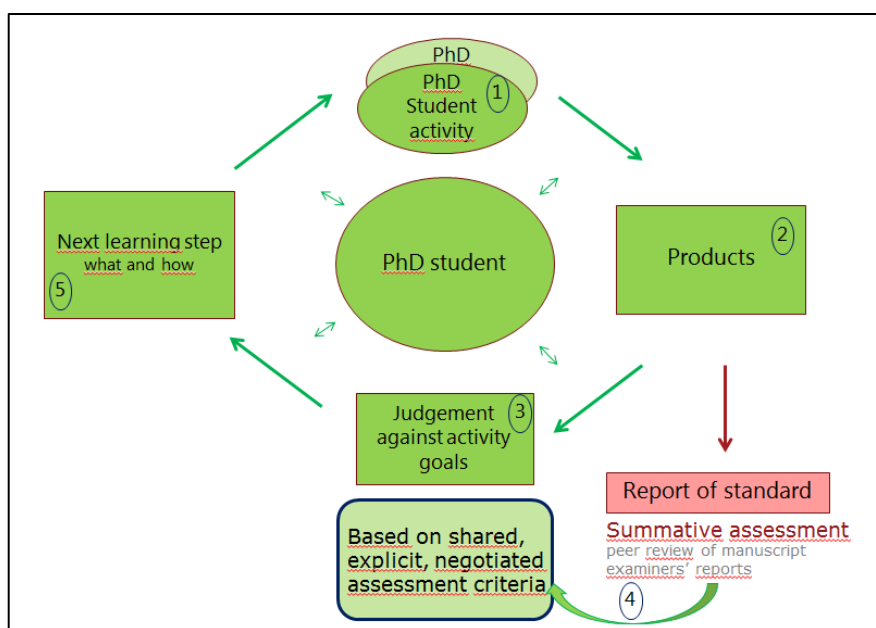 PhD
PhD
Student
activity
1
Products
2
PhD student
Next learning step
what and how
5
Judgement
against activity
goals
3
Report of standard
Summative assessment
peer review of manuscript
examiners’ reports
4
Based on shared,
explicit, negotiated
assessment criteria